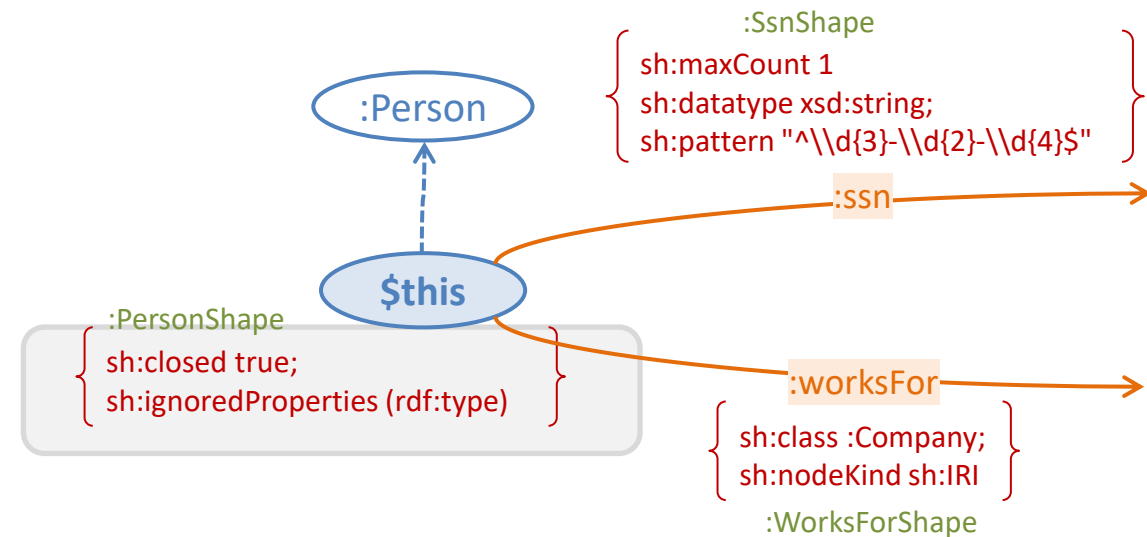 :SsnShape
sh:maxCount 1
sh:datatype xsd:string;
sh:pattern "^\\d{3}-\\d{2}-\\d{4}$"
:Person
:ssn
$this
:PersonShape
sh:closed true;
sh:ignoredProperties (rdf:type)
:worksFor
sh:class :Company;
sh:nodeKind sh:IRI
:WorksForShape